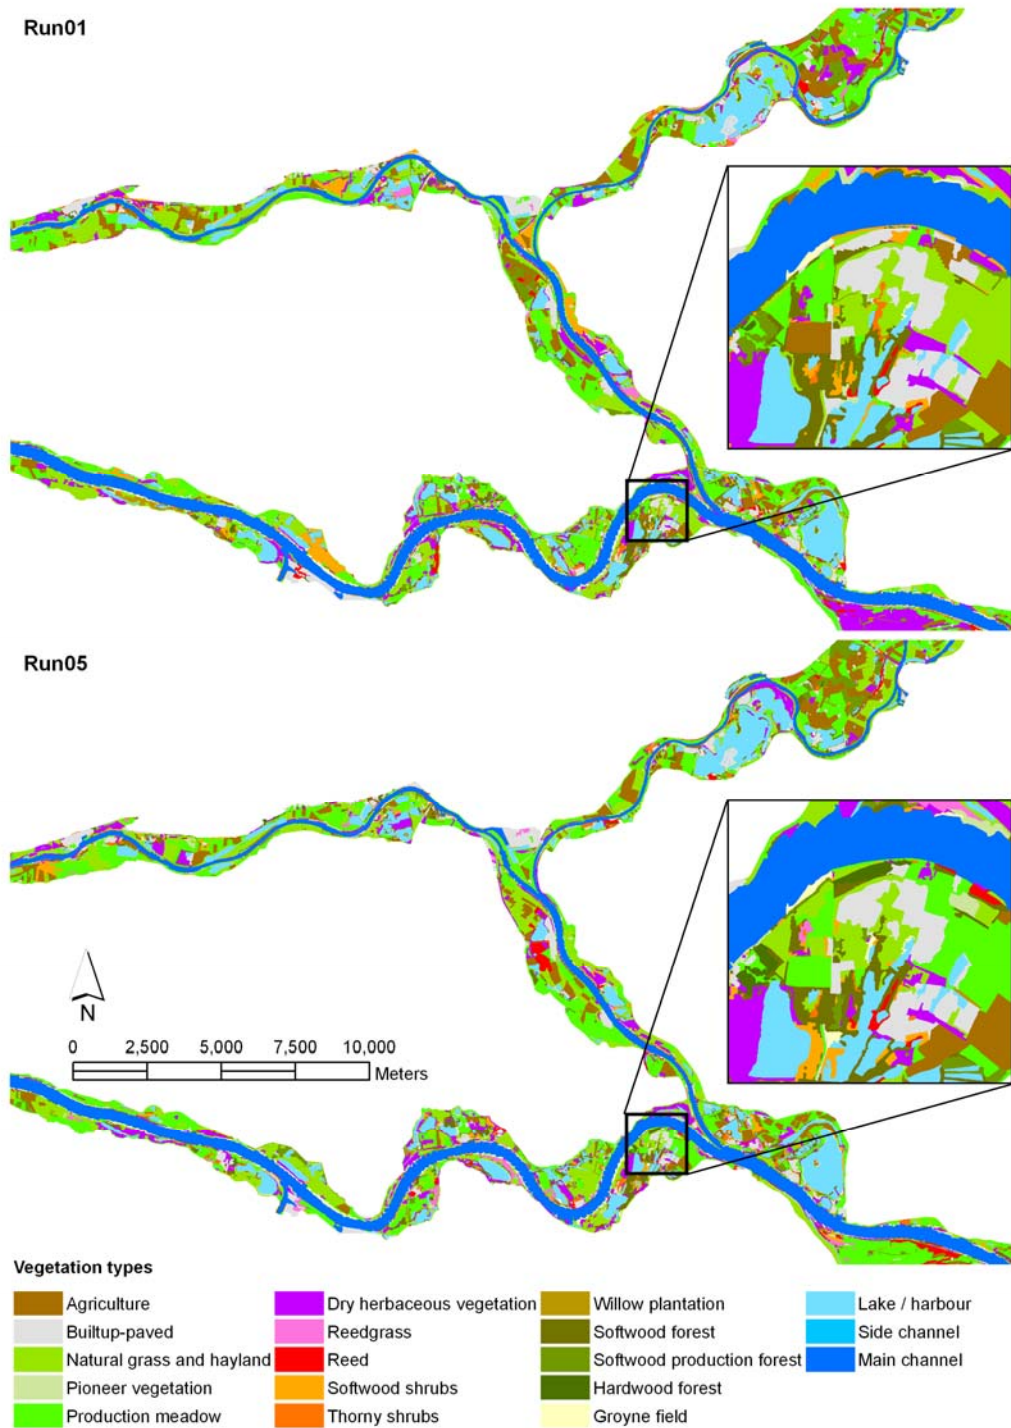 Run01
Run05
N
0 2,500 5,000 7,500 10,000
Meters
Vegetation types
Agriculture
Builtup-paved
Natural grass and hayland
Pioneer vegetation
Production meadow
Dry herbaceous vegetation
Reedgrass
Reed
Softwood shrubs
Thorny shrubs
Willow plantation
Softwood forest
Softwood production forest
Hardwood forest
Groyne field
Lake / harbour
Side channel
Main channel